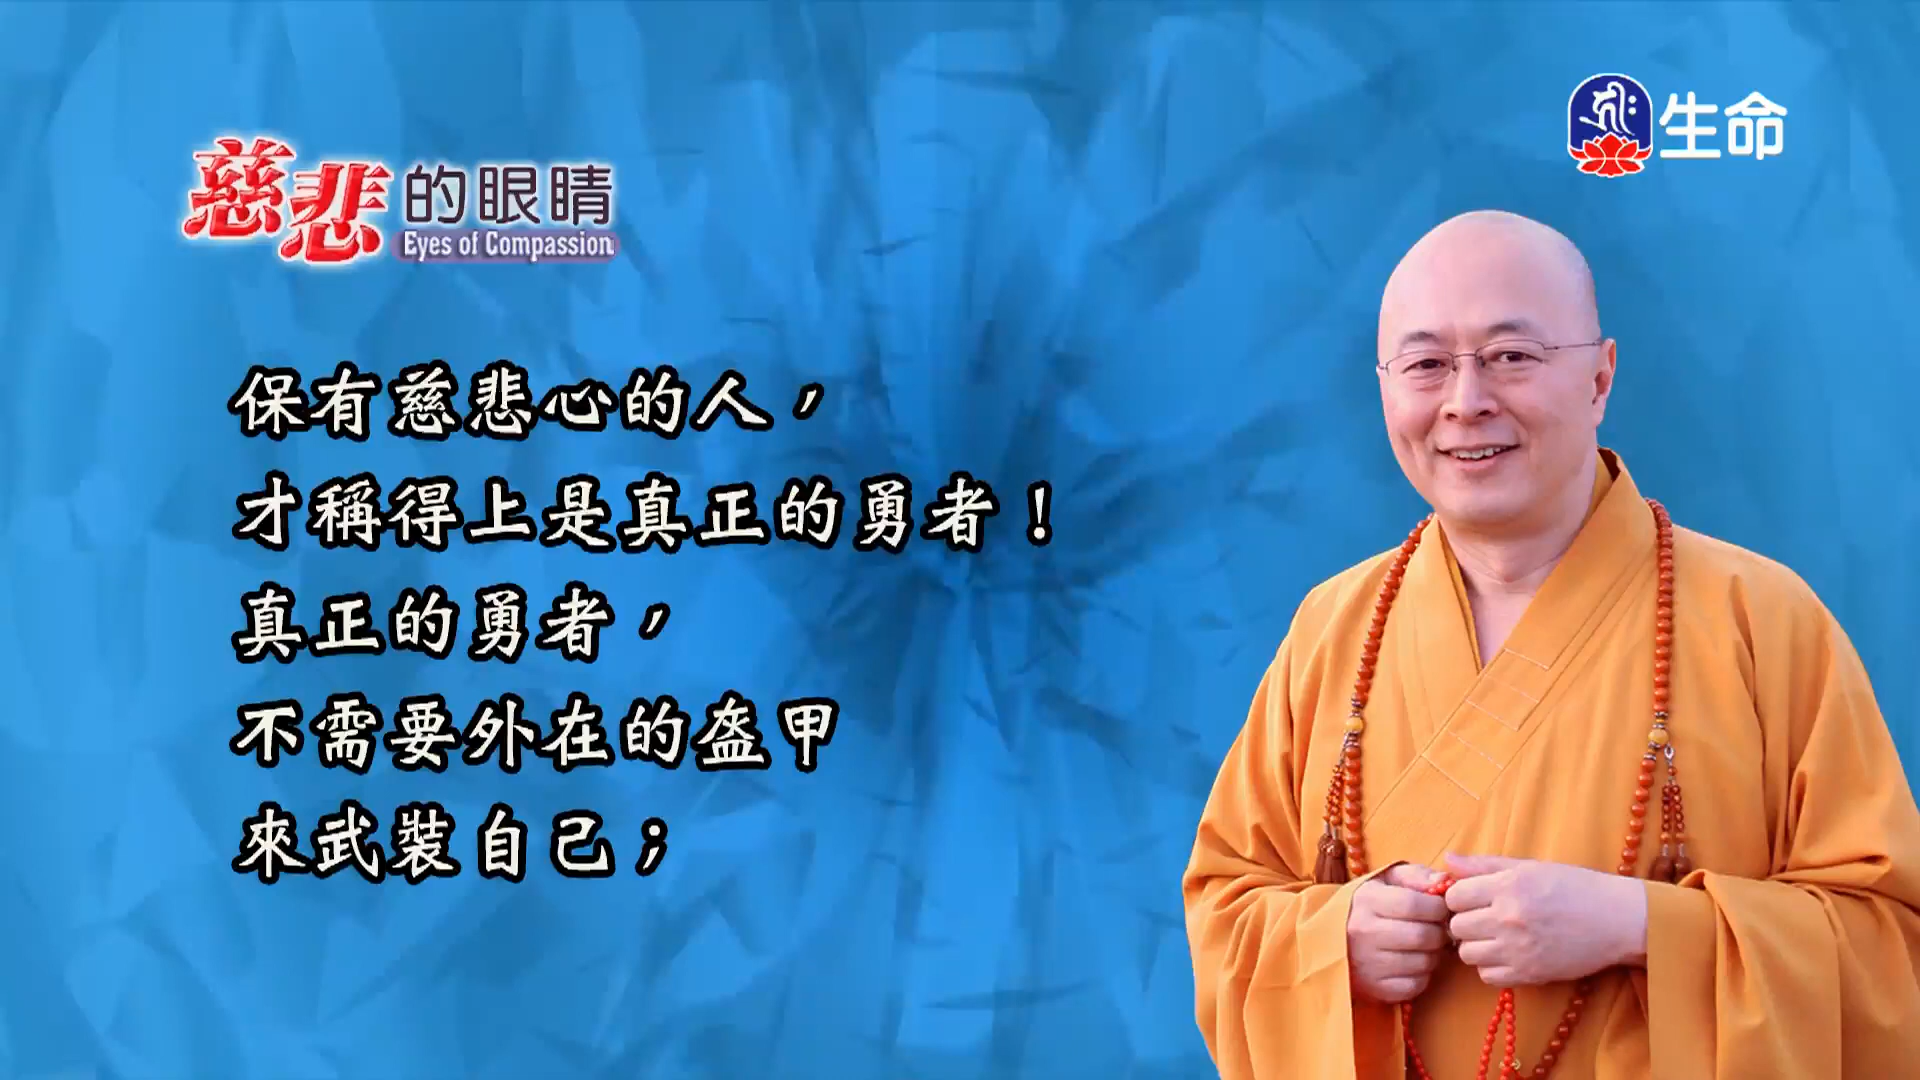 生命
慈悲的眼睛
Eyes of Compassion
保有慈悲心的人，
才稱得上是真正的勇者！
真正的勇者，
不需要外在的盔甲
來武裝自己；